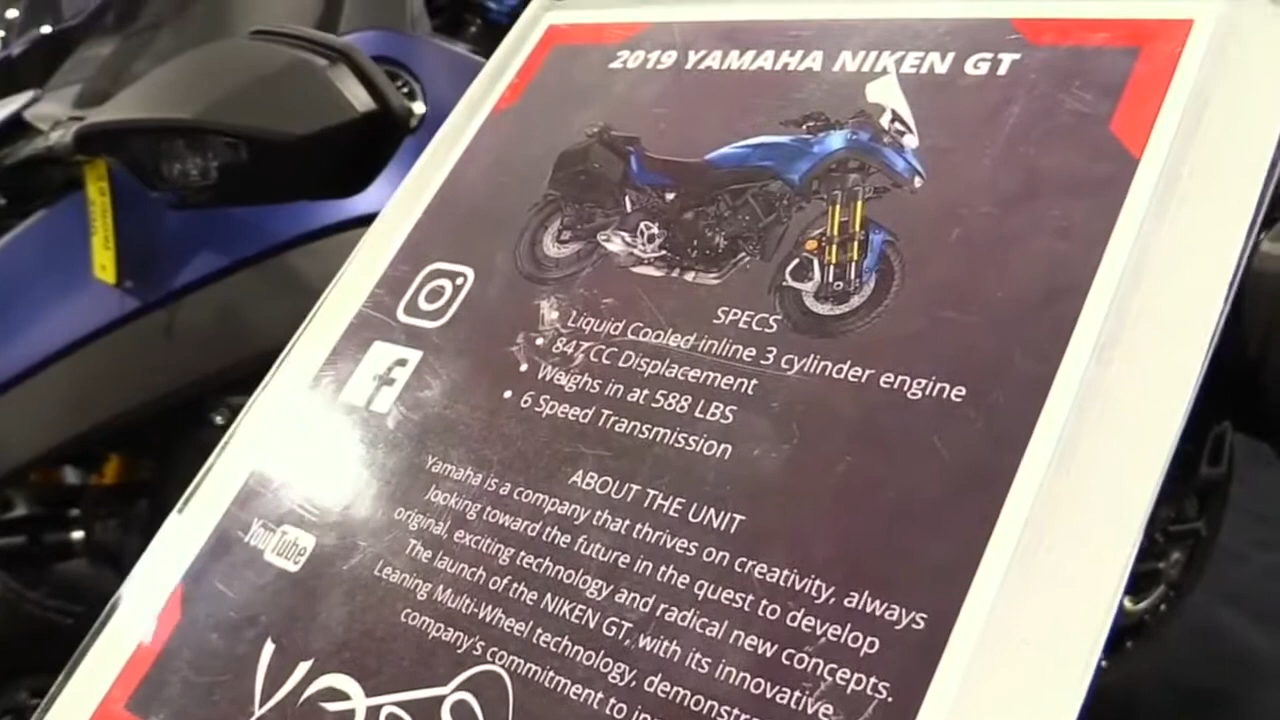 2019 YAMAHA NIKEN GT
SPECS
• Liquid Cooled inline 3 cylinder engine
• 847 CC Displacement
• Weighs in at 588 LBS
• 6 Speed Transmission
ABOUT THE UNIT
Yamaha is a company that thrives on creativity, always
looking toward the future in the quest to develop
original, exciting technology and radical new concepts.
The launch of the NIKEN GT, with its innovative
Leaning Multi-Wheel technology,
company's commitment to
YouTube